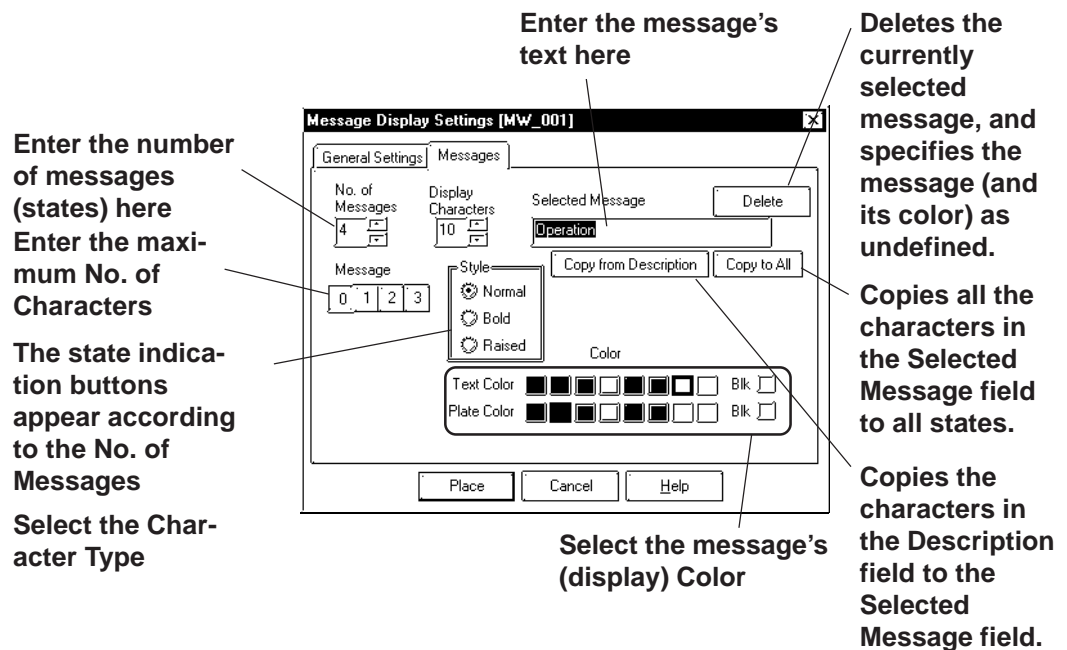 Enter the message’s
text here
Deletes the
currently
selected
message, and
specifies the
message (and
its color) as
undefined.
Enter the number
of messages
(states) here
Enter the maxi-
mum No. of
Characters
The state indica-
tion buttons
appear according
to the No. of
Messages
Select the Char-
acter Type
Message Display Settings [MW_001]
General Settings Messages
No. of
Messages
4
Display
Characters
10
Selected Message
Delete
Operation
Copy from Description Copy to All
Message
0 1 2 3
Style
Normal
Bold
Raised
Color
Text Color Blk
Plate Color Blk
Place Cancel Help
Copies all the
characters in
the Selected
Message field
to all states.
Copies the
characters in
the Description
field to the
Selected
Message field.
Select the message’s
(display) Color